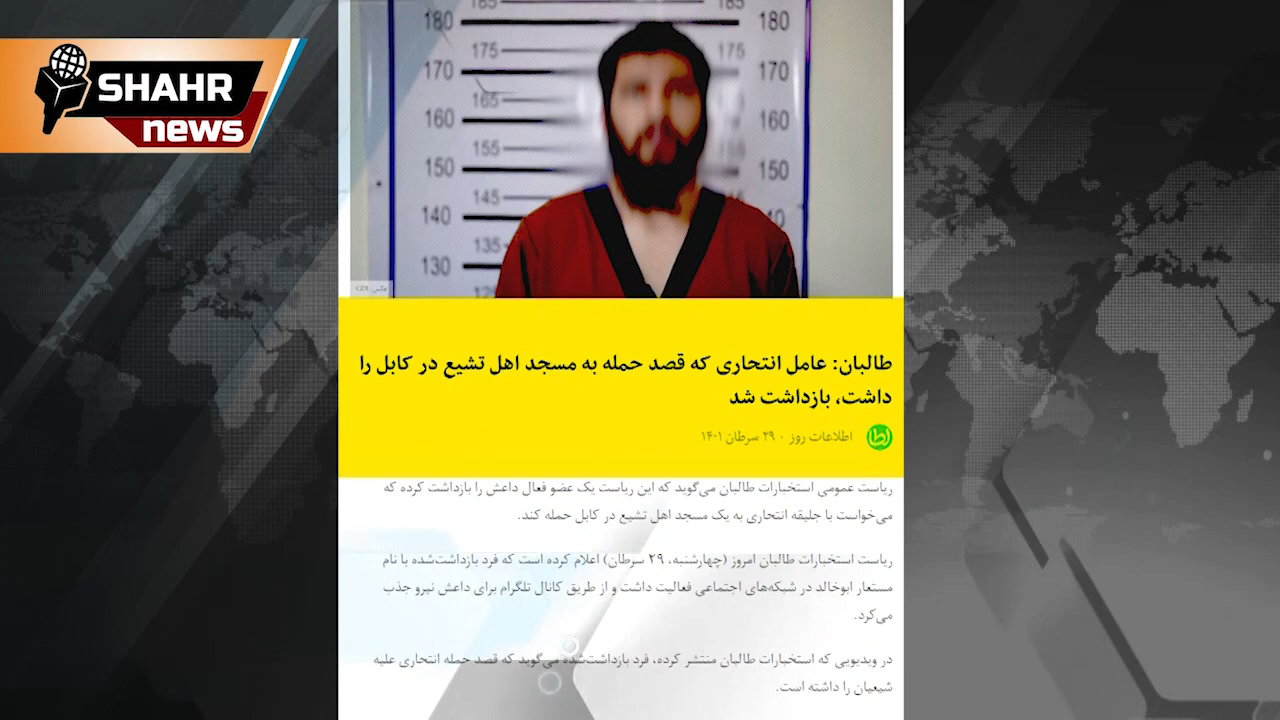 SHAHR
news
185 185
180 180
175 175
170 170
165
160 160
155 155
150 150
145 145
140 40
135
130
عکس: GDI
طالبان: عامل انتحاری که قصد حمله به مسجد اهل تشیع در کابل را
داشت، بازداشت شد
اطلاعات روز · ۲۹ سرطان ۱۴۰۱
ریاست عمومی استخبارات طالبان می‌گوید که این ریاست یک عضو فعال داعش را بازداشت کرده که
می‌خواست با جلیقه انتحاری به یک مسجد اهل تشیع در کابل حمله کند.
ریاست استخبارات طالبان امروز (چهارشنبه، ۲۹ سرطان) اعلام کرده است که فرد بازداشت‌شده با نام
مستعار ابوخالد در شبکه‌های اجتماعی فعالیت داشت و از طریق کانال تلگرام برای داعش نیرو جذب
می‌کرد.
در ویدیویی که استخبارات طالبان منتشر کرده، فرد بازداشت‌شده می‌گوید که قصد حمله انتحاری علیه
شیعیان را داشته است.